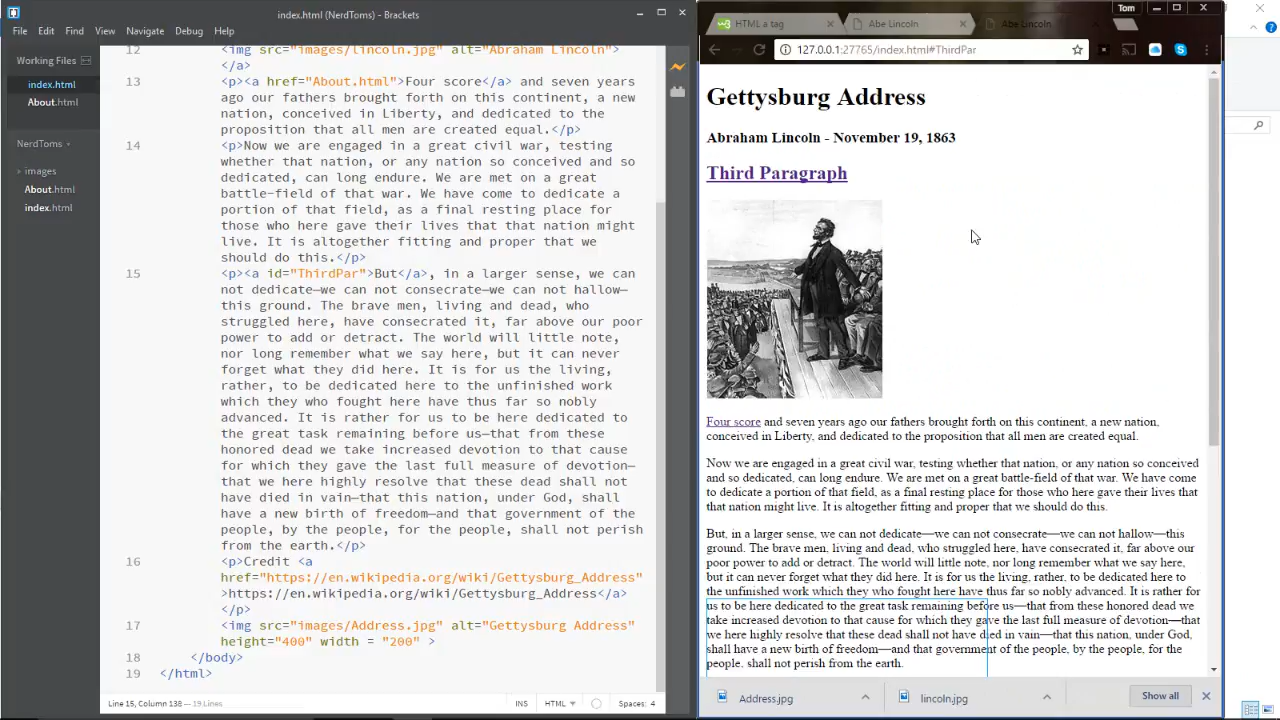 index.html (NerdToms) - Brackets
File Edit Find View Navigate Debug Help
Working Files
index.html
About.html
NerdToms
images
About.html
index.html
12 <img src="images/lincoln.jpg" alt="Abraham Lincoln">
</a>
13 <p><a href="About.html">Four score</a> and seven years
ago our fathers brought forth on this continent, a new
nation, conceived in Liberty, and dedicated to the
proposition that all men are created equal.</p>
14 <p>Now we are engaged in a great civil war, testing
whether that nation, or any nation so conceived and so
dedicated, can long endure. We are met on a great
battle-field of that war. We have come to dedicate a
portion of that field, as a final resting place for
those who here gave their lives that that nation might
live. It is altogether fitting and proper that we
should do this.</p>
15 <p><a id="ThirdPar">But</a>, in a larger sense, we can
not dedicate—we can not consecrate—we can not hallow—
this ground. The brave men, living and dead, who
struggled here, have consecrated it, far above our poor
power to add or detract. The world will little note,
nor long remember what we say here, but it can never
forget what they did here. It is for us the living,
rather, to be dedicated here to the unfinished work
which they who fought here have thus far so nobly
advanced. It is rather for us to be here dedicated to
the great task remaining before us—that from these
honored dead we take increased devotion to that cause
for which they gave the last full measure of devotion—
that we here highly resolve that these dead shall not
have died in vain—that this nation, under God, shall
have a new birth of freedom—and that government of the
people, by the people, for the people, shall not perish
from the earth.</p>
16 <p>Credit <a
href="https://en.wikipedia.org/wiki/Gettysburg_Address"
>https://en.wikipedia.org/wiki/Gettysburg_Address</a>
</p>
17 <img src="images/Address.jpg" alt="Gettysburg Address"
height="400" width = "200" >
18 </body>
19 </html>
Line 15, Column 138 — 19 Lines
INS HTML Spaces: 4
Tom
HTML a tag
Abe Lincoln
Abe Lincoln
127.0.0.1:27765/index.html#ThirdPar
Gettysburg Address
Abraham Lincoln - November 19, 1863
Third Paragraph
Four score and seven years ago our fathers brought forth on this continent, a new nation,
conceived in Liberty, and dedicated to the proposition that all men are created equal.
Now we are engaged in a great civil war, testing whether that nation, or any nation so conceived
and so dedicated, can long endure. We are met on a great battle-field of that war. We have come
to dedicate a portion of that field, as a final resting place for those who here gave their lives that
that nation might live. It is altogether fitting and proper that we should do this.
But, in a larger sense, we can not dedicate—we can not consecrate—we can not hallow—this
ground. The brave men, living and dead, who struggled here, have consecrated it, far above our
poor power to add or detract. The world will little note, nor long remember what we say here,
but it can never forget what they did here. It is for us the living, rather, to be dedicated here to
the unfinished work which they who fought here have thus far so nobly advanced. It is rather for
us to be here dedicated to the great task remaining before us—that from these honored dead we
take increased devotion to that cause for which they gave the last full measure of devotion—that
we here highly resolve that these dead shall not have died in vain—that this nation, under God,
shall have a new birth of freedom—and that government of the people, by the people, for the
people, shall not perish from the earth.
Address.jpg
lincoln.jpg
Show all